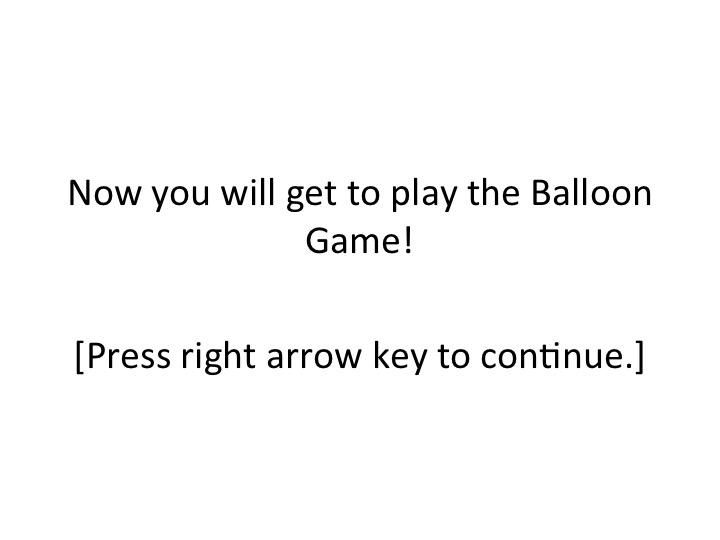 Now you will get to play the Balloon
Game!
[Press right arrow key to continue.]